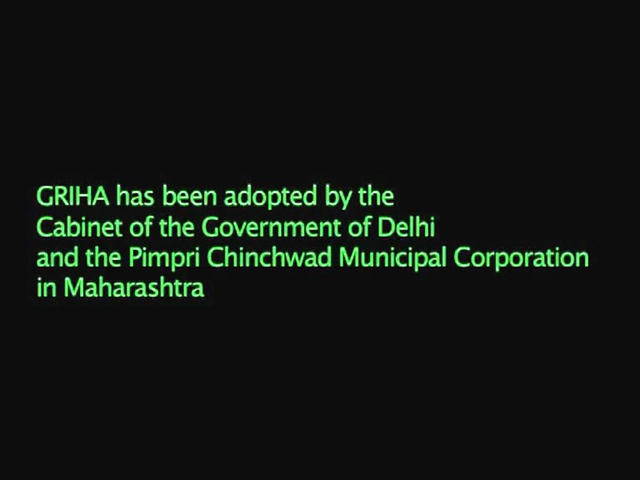 GRIHA has been adopted by the
Cabinet of the Government of Delhi
and the Pimpri Chinchwad Municipal Corporation
in Maharashtra